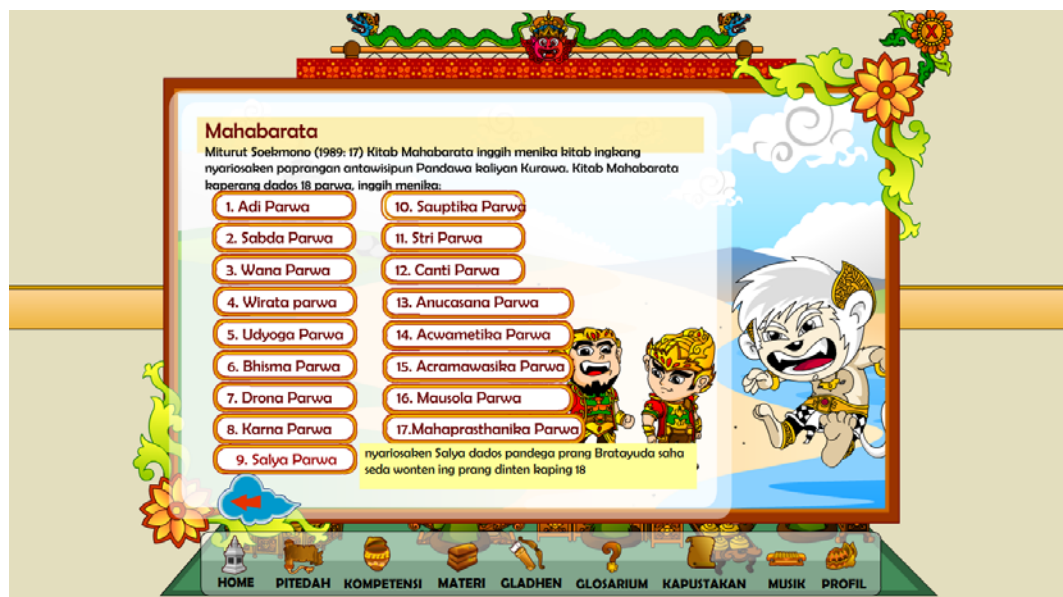 X
Mahabarata
Miturut Soekmono (1989: 17) Kitab Mahabarata inggih menika kitab ingkang
nyariosaken paprangan antawisipun Pandawa kaliyan Kurawa. Kitab Mahabarata
kaperang dados 18 parwa, inggih menika:
1. Adi Parwa
2. Sabda Parwa
3. Wana Parwa
4. Wirata parwa
5. Udyoga Parwa
6. Bhisma Parwa
7. Drona Parwa
8. Karna Parwa
9. Salya Parwa
10. Sauptika Parwa
11. Stri Parwa
12. Canti Parwa
13. Anucasana Parwa
14. Acwametika Parwa
15. Acramawasika Parwa
16. Mausola Parwa
17.Mahaprasthanika Parwa
nyariosaken Salya dados pandega prang Bratayuda saha
seda wonten ing prang dinten kaping 18
HOME PITEDAH KOMPETENSI MATERI GLADHEN GLOSARIUM KAPUSTAKAN MUSIK PROFIL